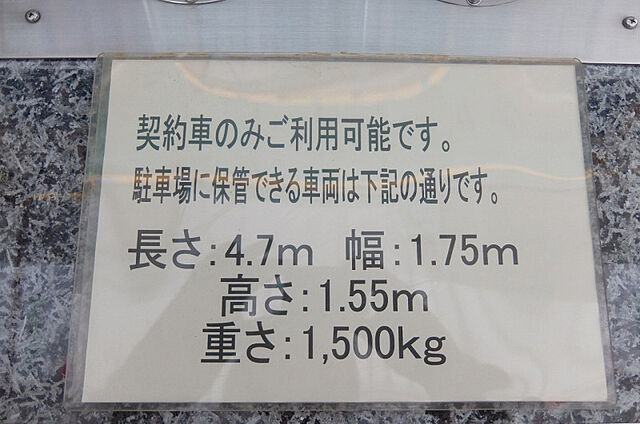 契約車のみご利用可能です。
駐車場に保管できる車両は下記の通りです。
長さ：4.7m　幅：1.75m
高さ：1.55m
重さ：1,500kg